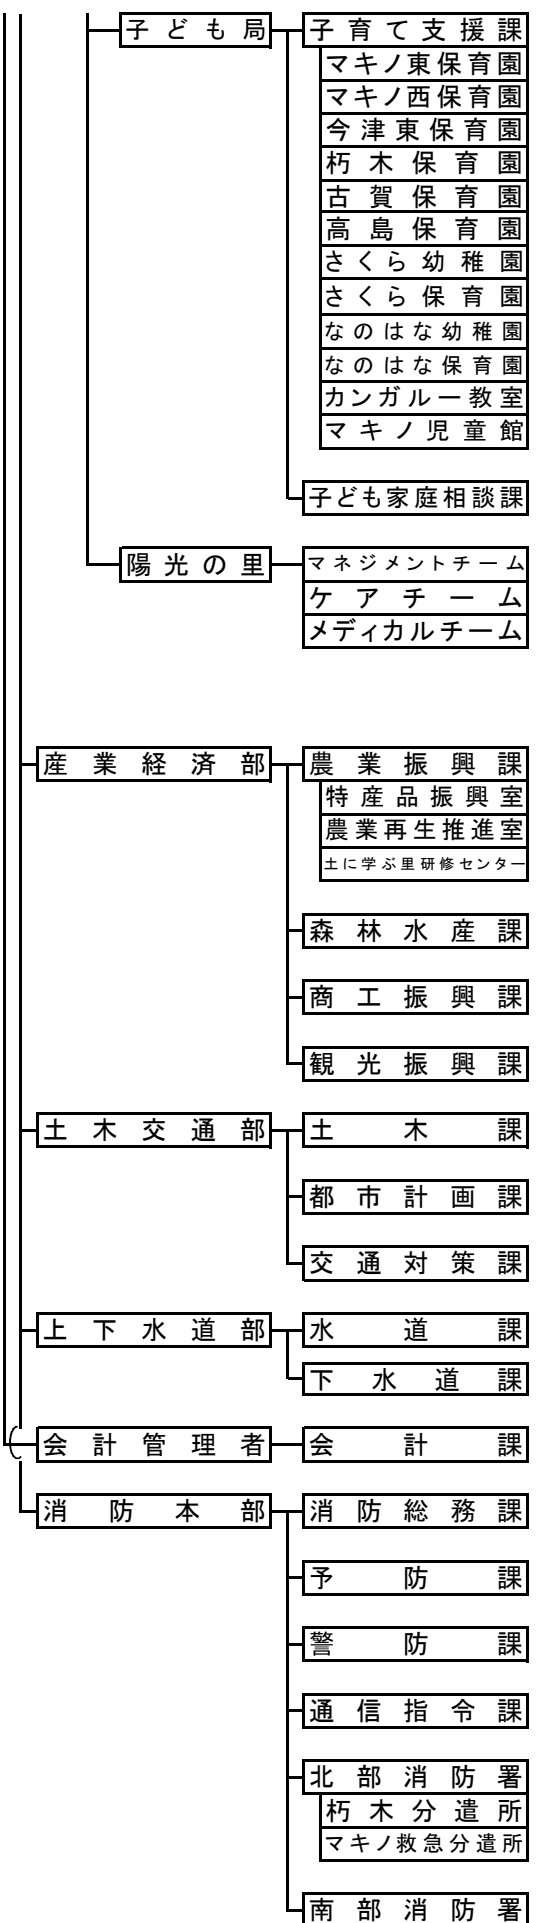 子ども局 子育て支援課
マキノ東保育園
マキノ西保育園
今津東保育園
朽木保育園
古賀保育園
高島保育園
さくら幼稚園
さくら保育園
なのはな幼稚園
なのはな保育園
カンガルー教室
マキノ児童館
子ども家庭相談課
陽光の里 マネジメントチーム
ケアチーム
メディカルチーム
産業経済部 農業振興課
特産品振興室
農業再生推進室
土に学ぶ里研修センター
森林水産課
商工振興課
観光振興課
土木交通部 土木課
都市計画課
交通対策課
上下水道部 水道課
下水道課
会計管理者 会計課
消防本部 消防総務課
予防課
警防課
通信指令課
北部消防署
朽木分遣所
マキノ救急分遣所
南部消防署